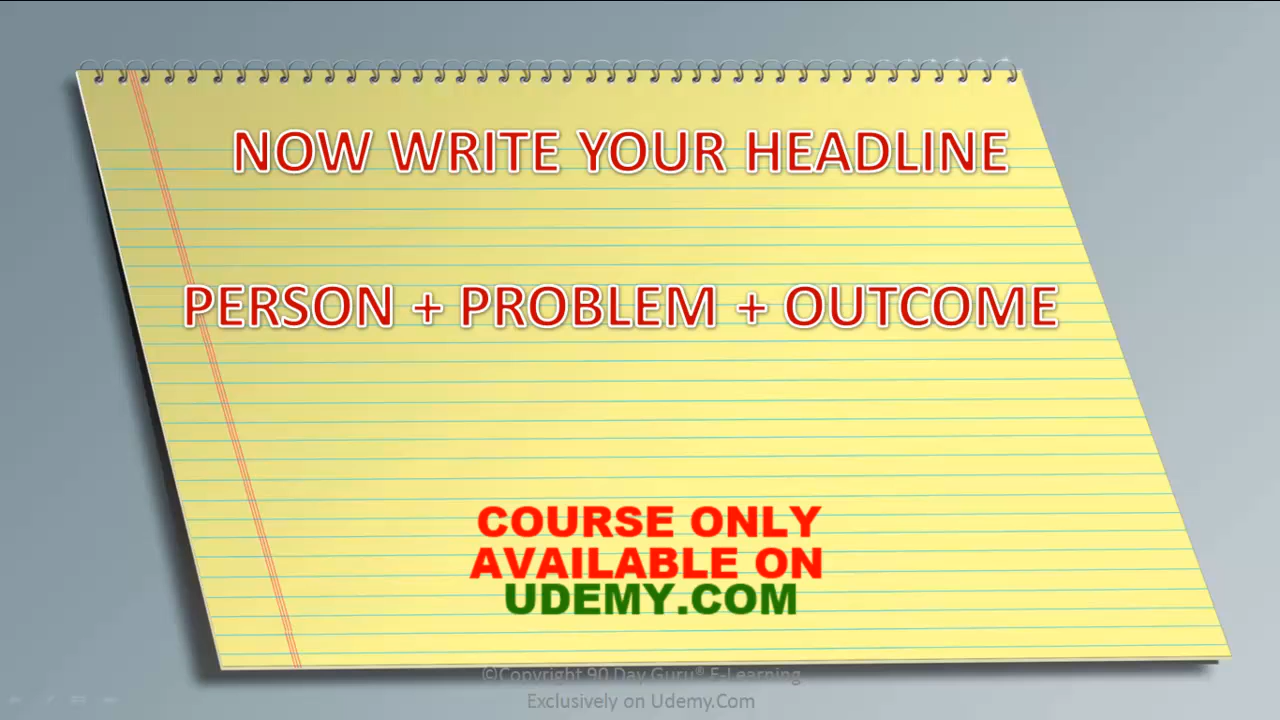 NOW WRITE YOUR HEADLINE
PERSON + PROBLEM + OUTCOME
COURSE ONLY
AVAILABLE ON
UDEMY.COM
©Copyright 90 Day Guru® E-Learning
Exclusively on Udemy.Com